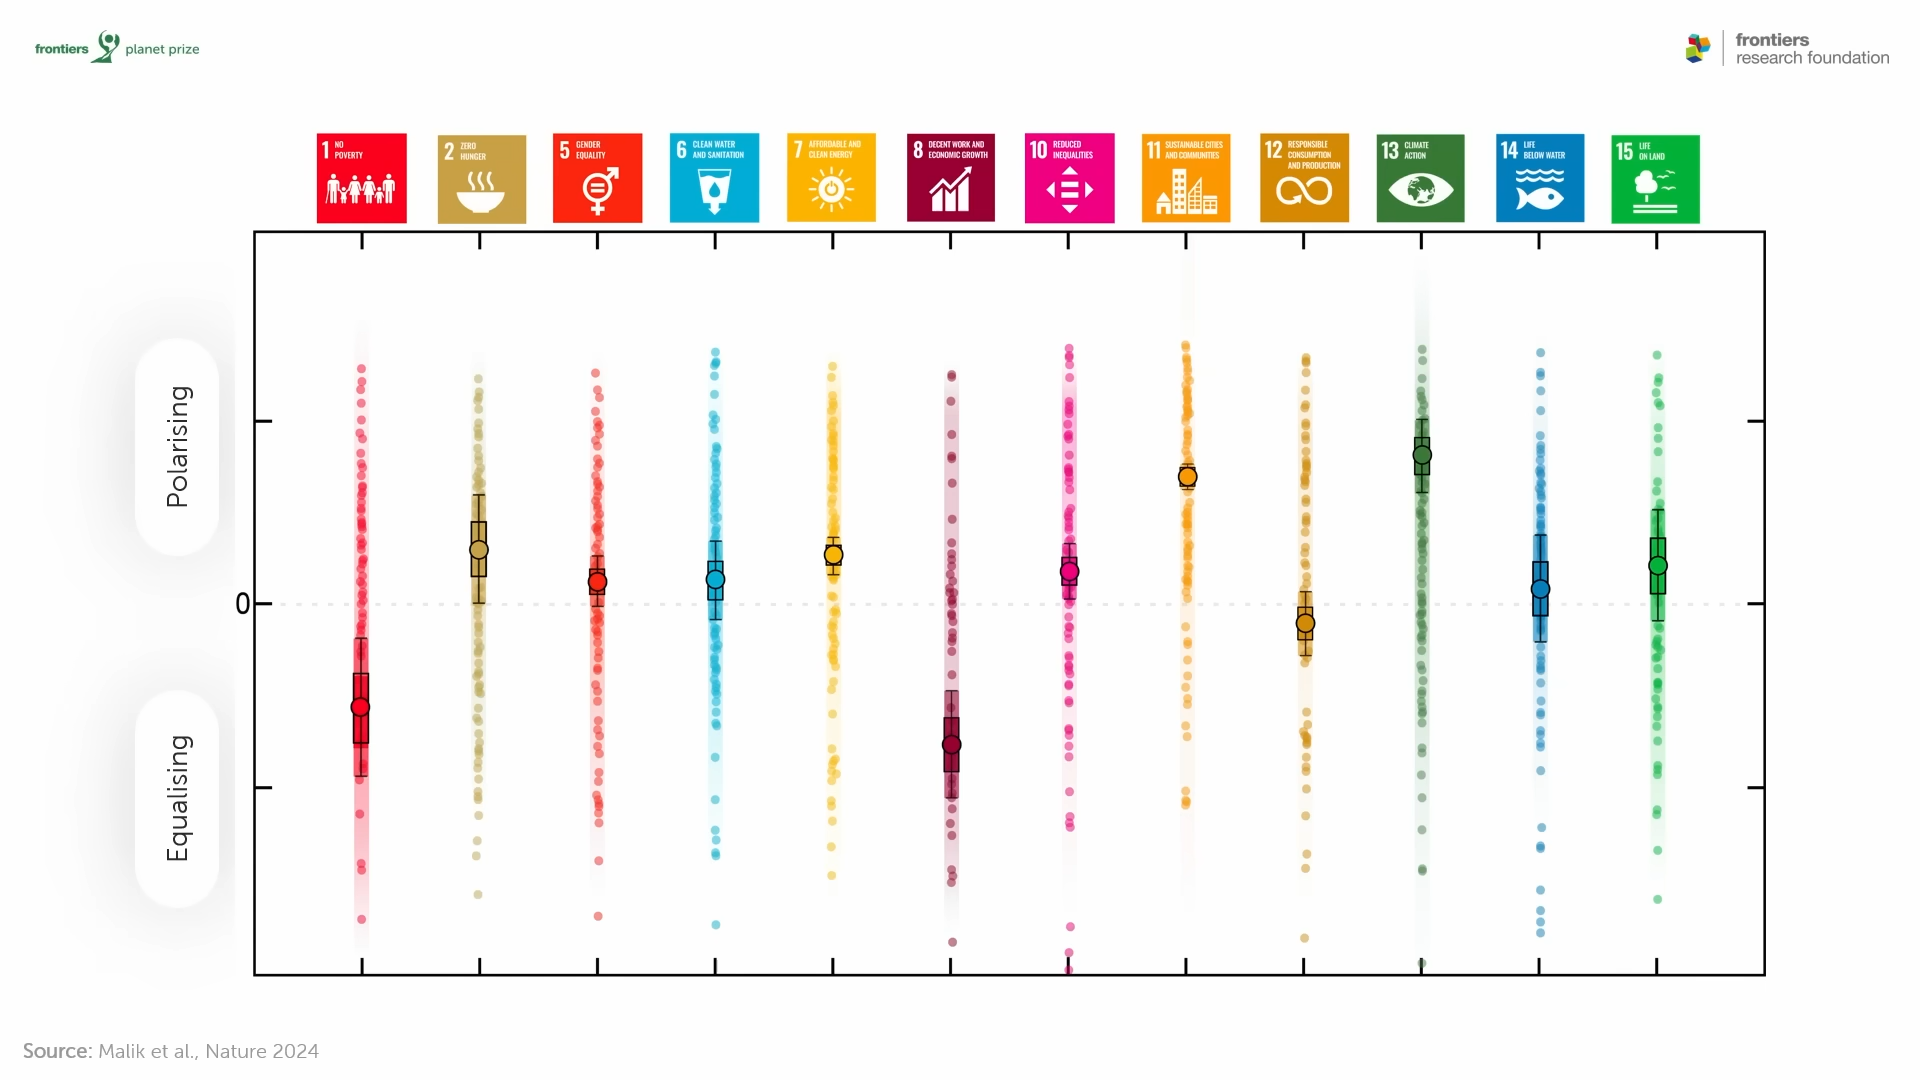 frontiers planet prize
frontiers
research foundation
1 NO
POVERTY
2 ZERO
HUNGER
5 GENDER
EQUALITY
6 CLEAN WATER
AND SANITATION
7 AFFORDABLE AND
CLEAN ENERGY
8 DECENT WORK AND
ECONOMIC GROWTH
10 REDUCED
INEQUALITIES
11 SUSTAINABLE CITIES
AND COMMUNITIES
12 RESPONSIBLE
CONSUMPTION
AND PRODUCTION
13 CLIMATE
ACTION
14 LIFE
BELOW WATER
15 LIFE
ON LAND
Polarising
0
Equalising
Source: Malik et al., Nature 2024